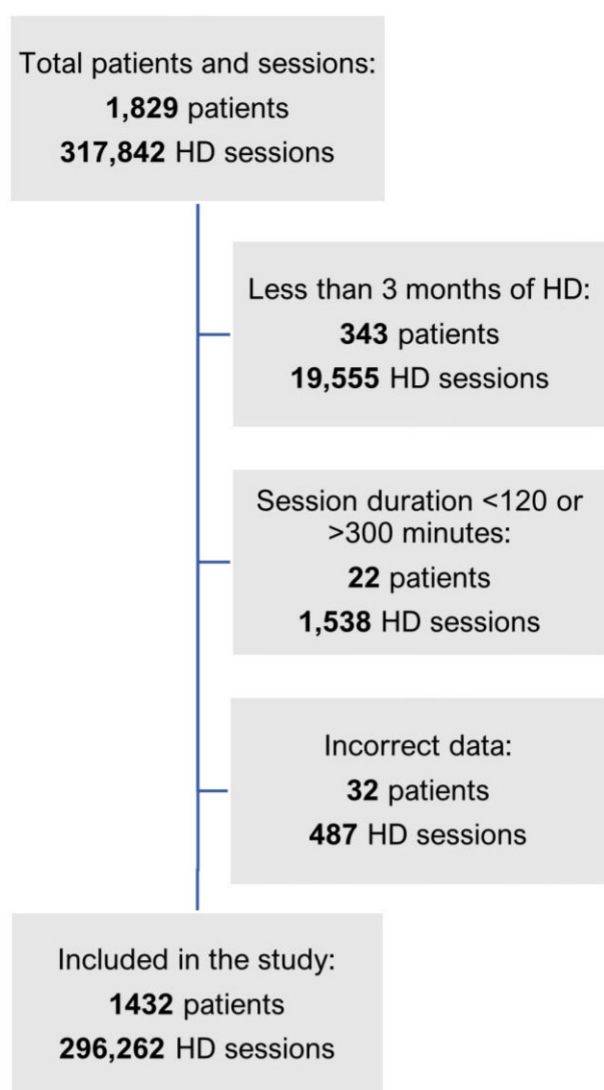 Total patients and sessions:
1,829 patients
317,842 HD sessions
Less than 3 months of HD:
343 patients
19,555 HD sessions
Session duration <120 or
>300 minutes:
22 patients
1,538 HD sessions
Incorrect data:
32 patients
487 HD sessions
Included in the study:
1432 patients
296,262 HD sessions